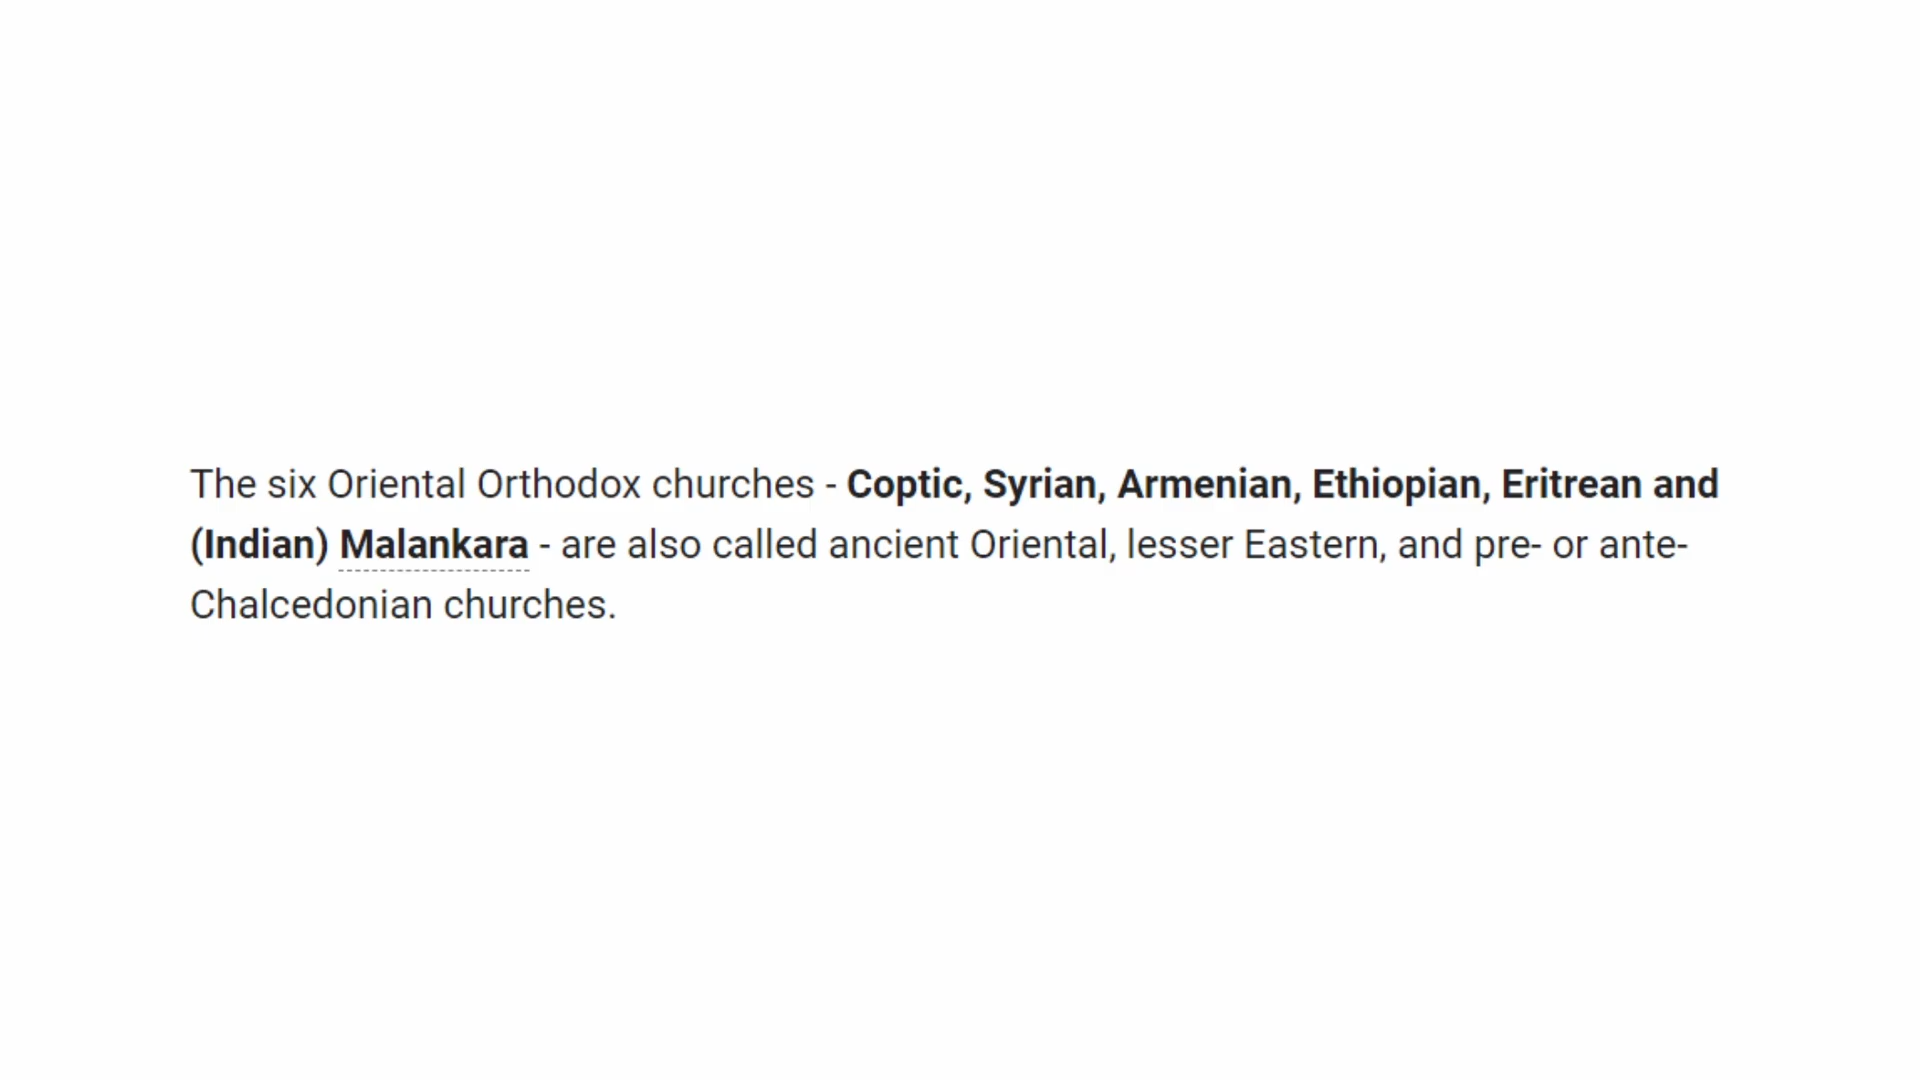 The six Oriental Orthodox churches - Coptic, Syrian, Armenian, Ethiopian, Eritrean and
(Indian) Malankara - are also called ancient Oriental, lesser Eastern, and pre- or ante-
Chalcedonian churches.